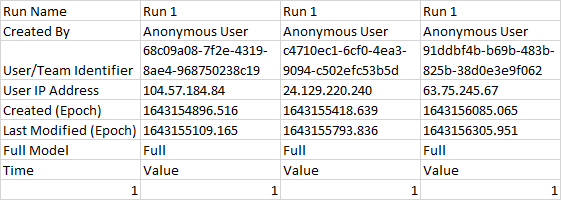 Run Name Run 1 Run 1 Run 1
Created By Anonymous User Anonymous User Anonymous User
68c09a08-7f2e-4319- c4710ec1-6cf0-4ea3- 91ddbf4b-b69b-483b-
User/Team Identifier 8ae4-968750238c19 9094-c502efc53b5d 825b-38d0e3e9f062
User IP Address 104.57.184.84 24.129.220.240 63.75.245.67
Created (Epoch) 1643154896.516 1643155418.639 1643156085.065
Last Modified (Epoch) 1643155109.165 1643155793.836 1643156305.951
Full Model Full Full Full
Time Value Value Value
1 1 1 1